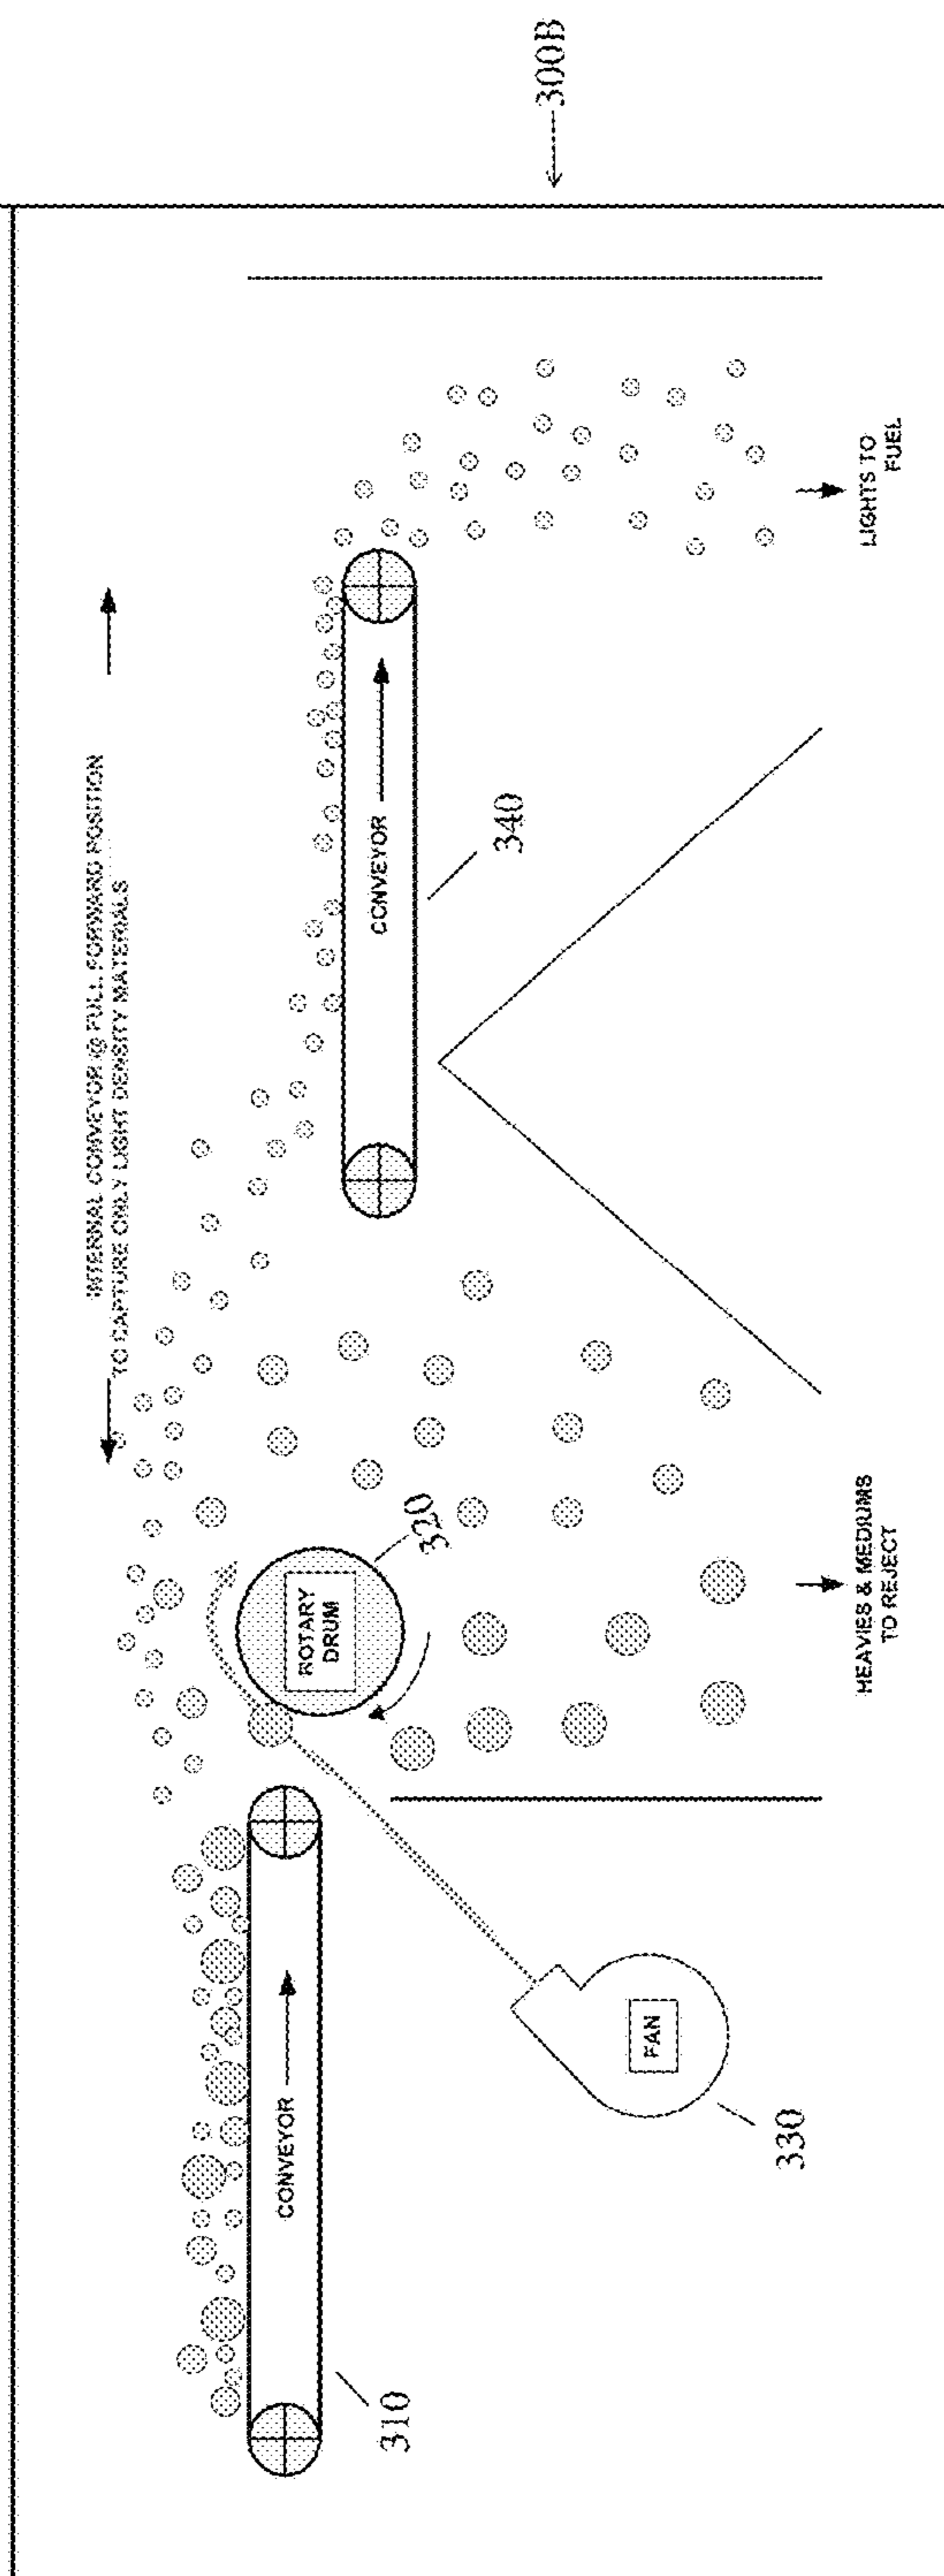 300B
INTERNAL CONVEYOR @ FULL FORWARD POSITION
TO CAPTURE ONLY LIGHT DENSITY MATERIALS
CONVEYOR
310
ROTARY
DRUM
320
FAN
330
CONVEYOR
340
HEAVIES & MEDIUMS
TO REJECT
LIGHTS TO
FUEL